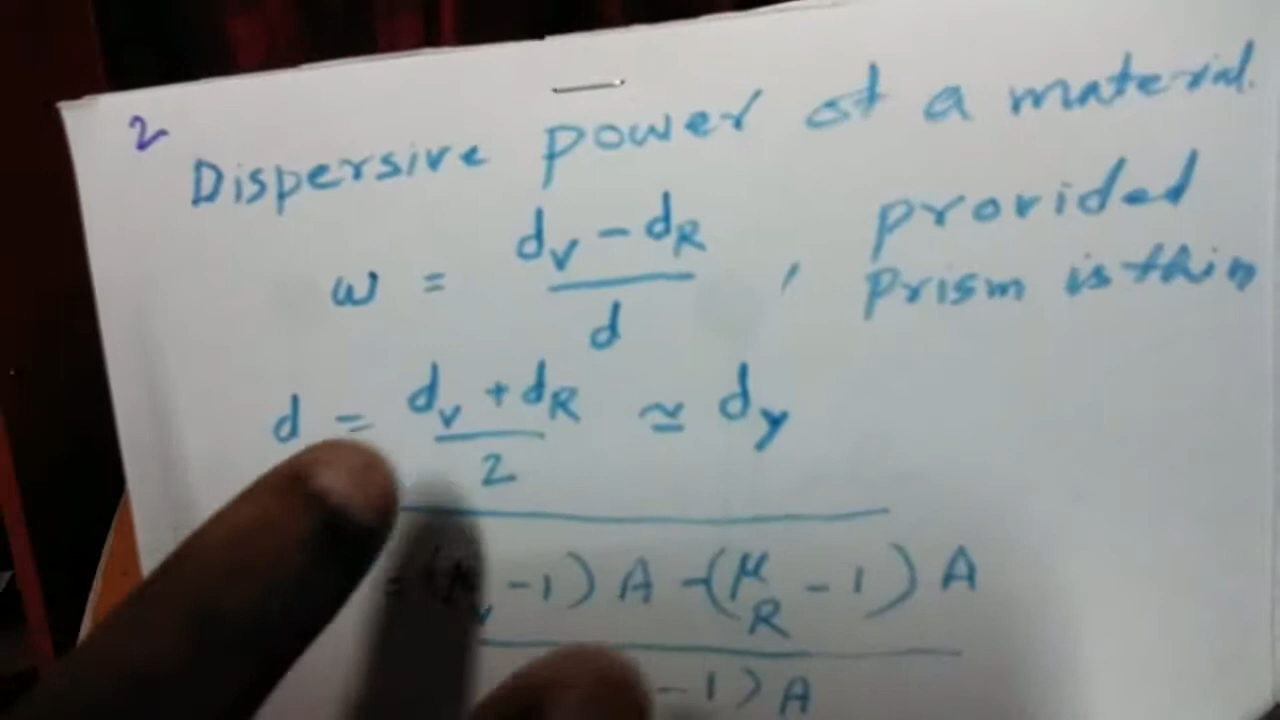 2
Dispersive power of a material.
ω = (d_V - d_R) / d , provided
prism is thin
d = (d_V + d_R) / 2 ≃ d_y
= (μ_V - 1) A - (μ_R - 1) A
- 1) A